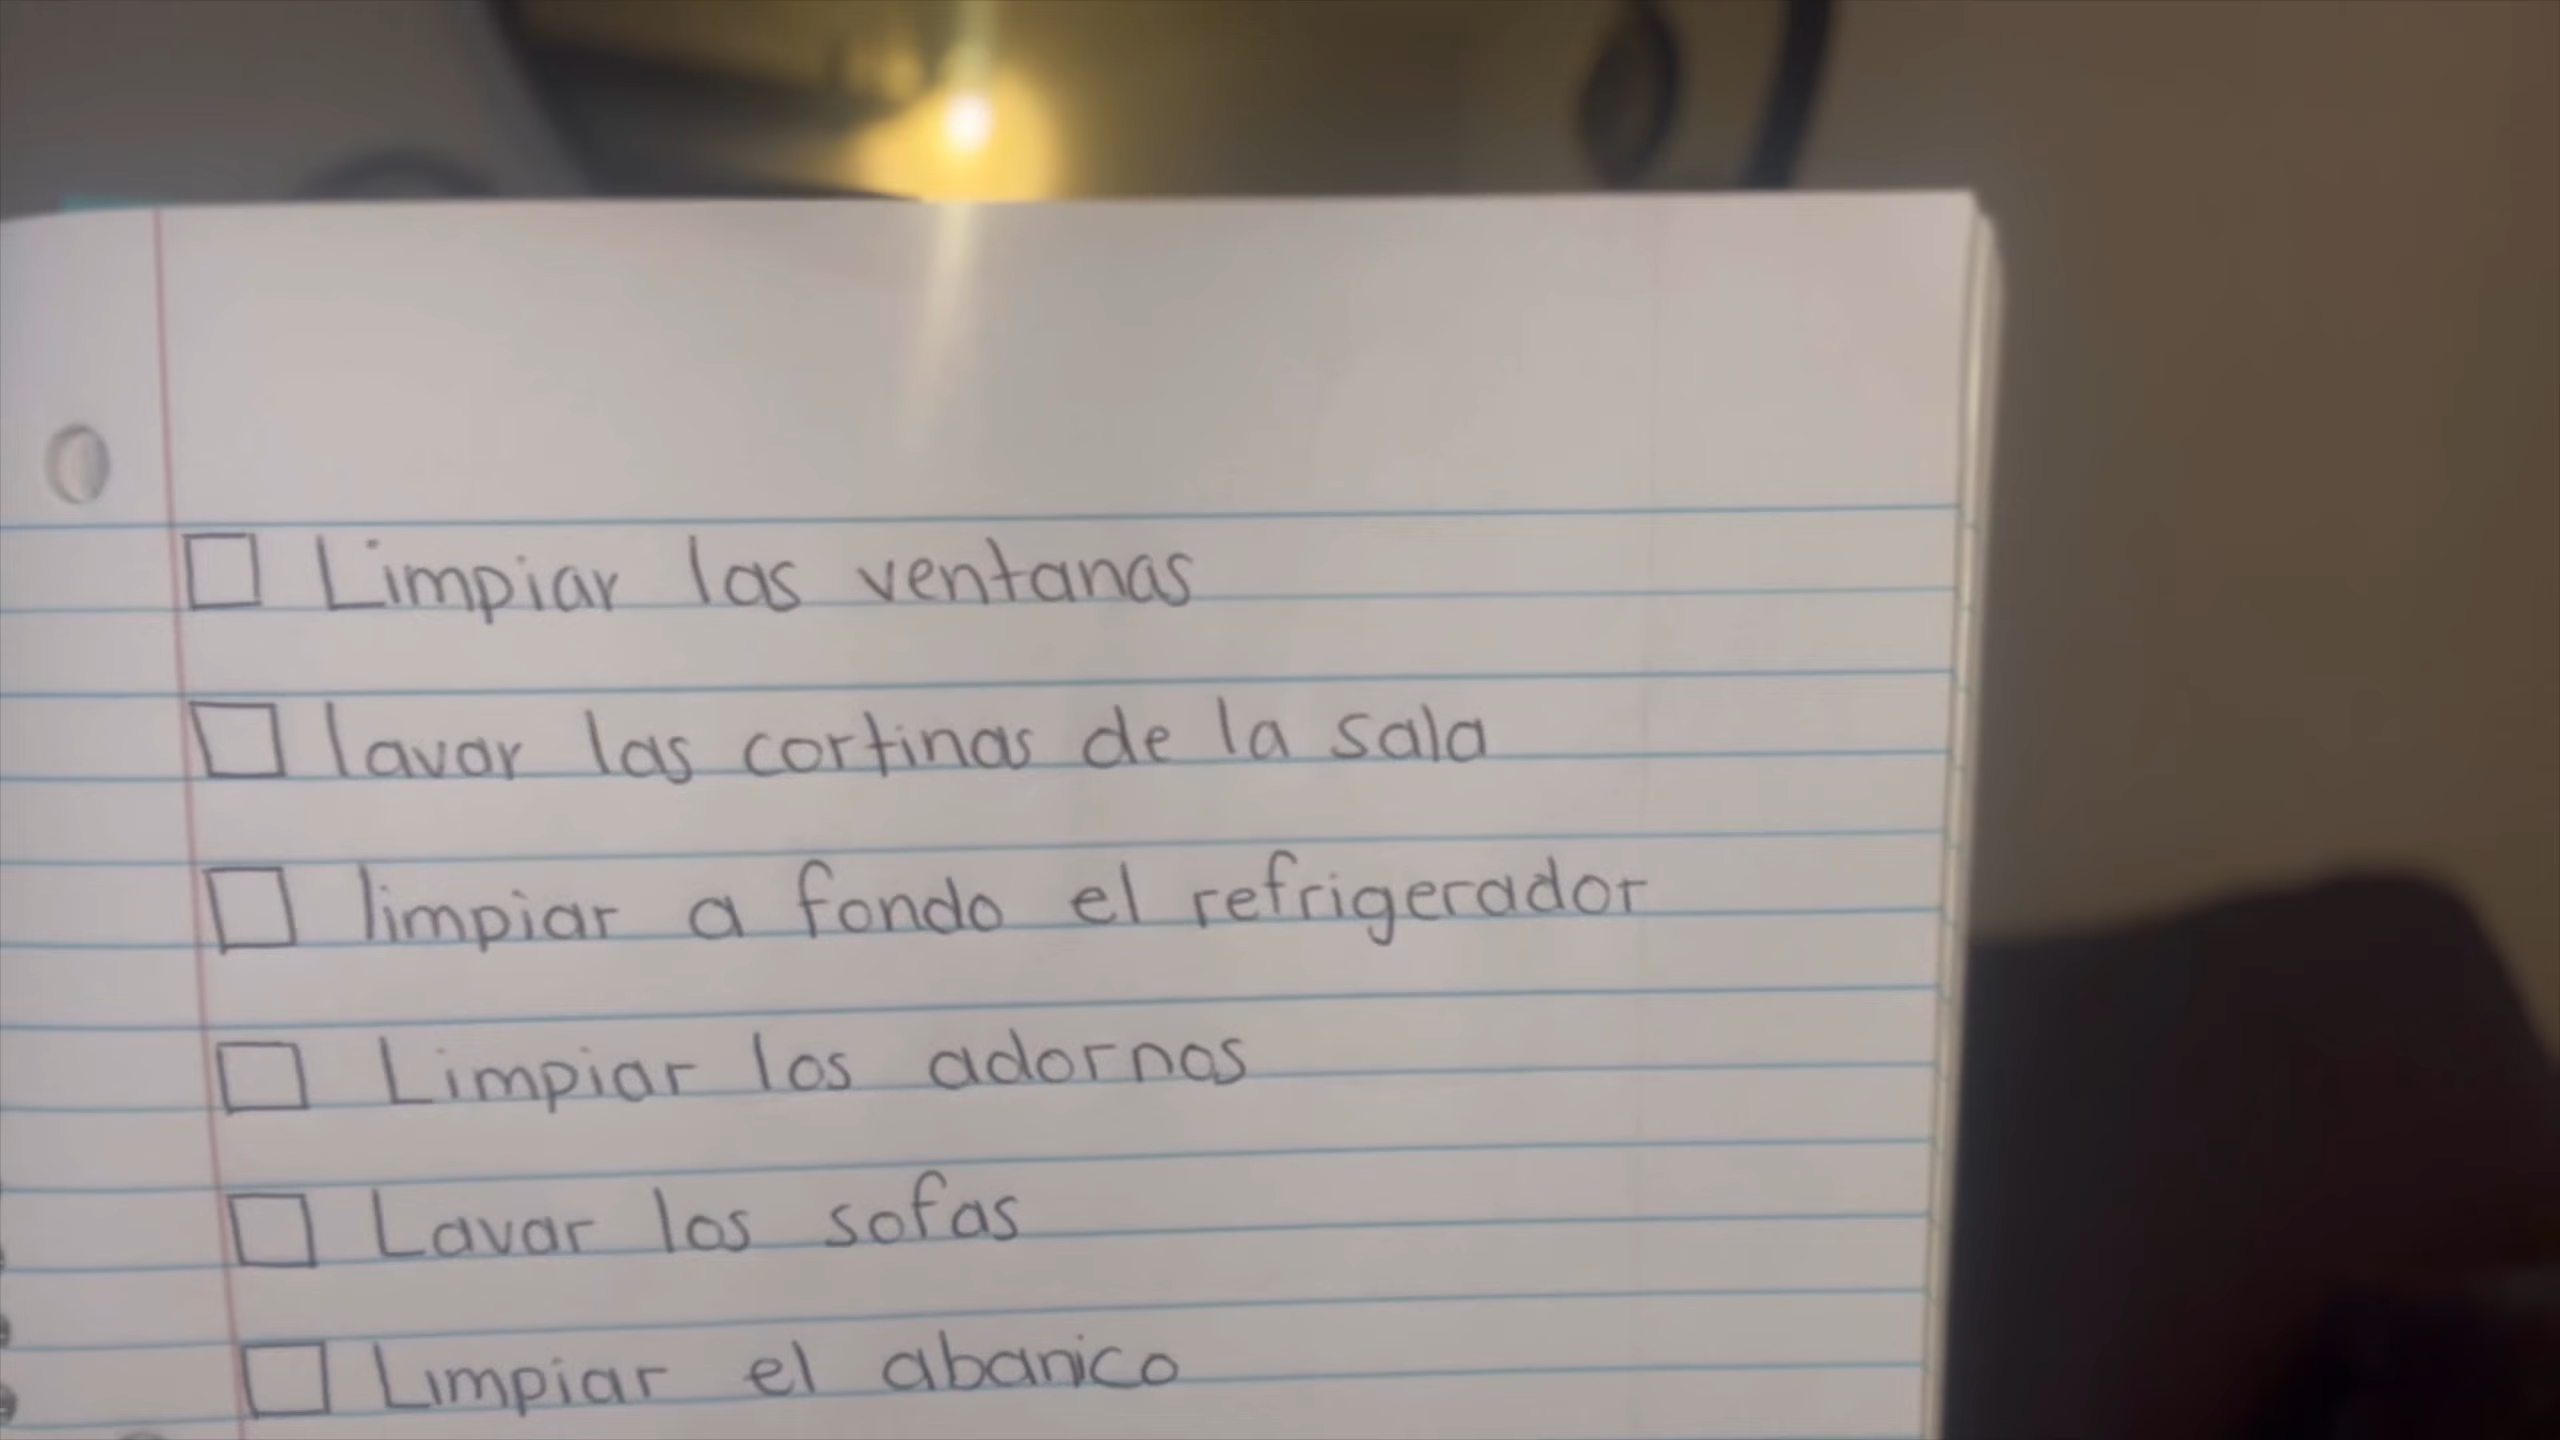 Limpiar las ventanas
lavar las cortinas de la sala
limpiar a fondo el refrigerador
Limpiar los adornos
Lavar los sofas
Limpiar el abanico